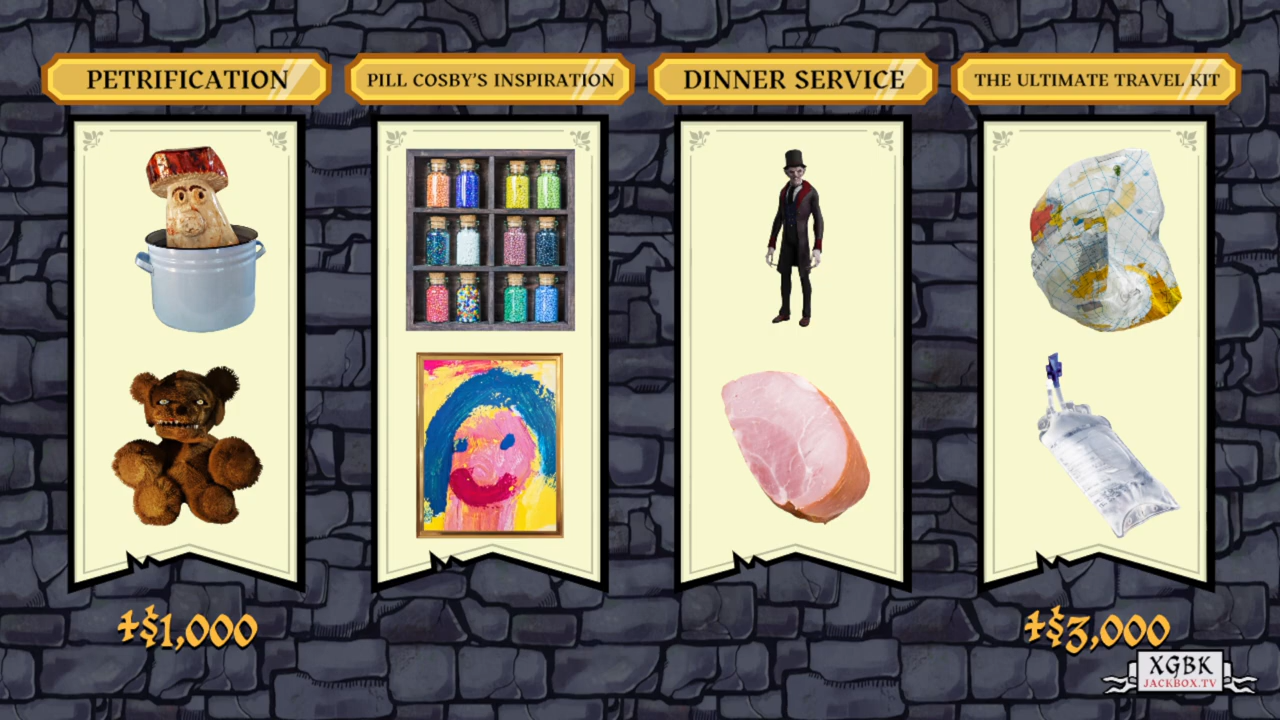 PETRIFICATION
PILL COSBY'S INSPIRATION
DINNER SERVICE
THE ULTIMATE TRAVEL KIT
+$1,000
+$3,000
XGBK
JACKBOX.TV